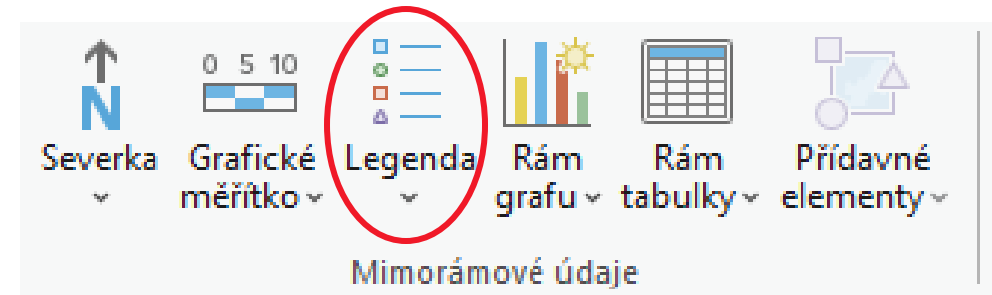 0 5 10
N
Severka
Grafické
měřítko
Legenda
Rám
grafu
Rám
tabulky
Přídavné
elementy
Mimorámové údaje